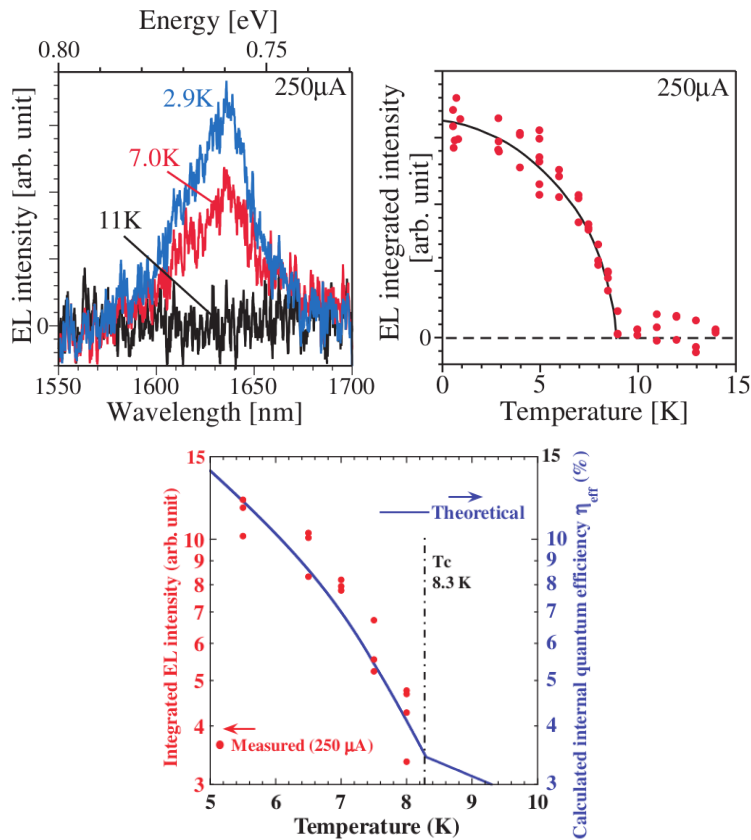 Energy [eV]
0.80 0.75
250μA
2.9K
7.0K
11K
EL intensity [arb. unit]
0
1550 1600 1650 1700
Wavelength [nm]
250μA
EL integrated intensity
[arb. unit]
0
0 5 10 15
Temperature [K]
15
10
9
8
7
6
5
4
3
Integrated EL intensity (arb. unit)
Theoretical
Tc
8.3 K
Measured (250 μA)
15
10
9
8
7
6
5
4
3
Calculated internal quantum efficiency ηeff (%)
5 6 7 8 9 10
Temperature (K)